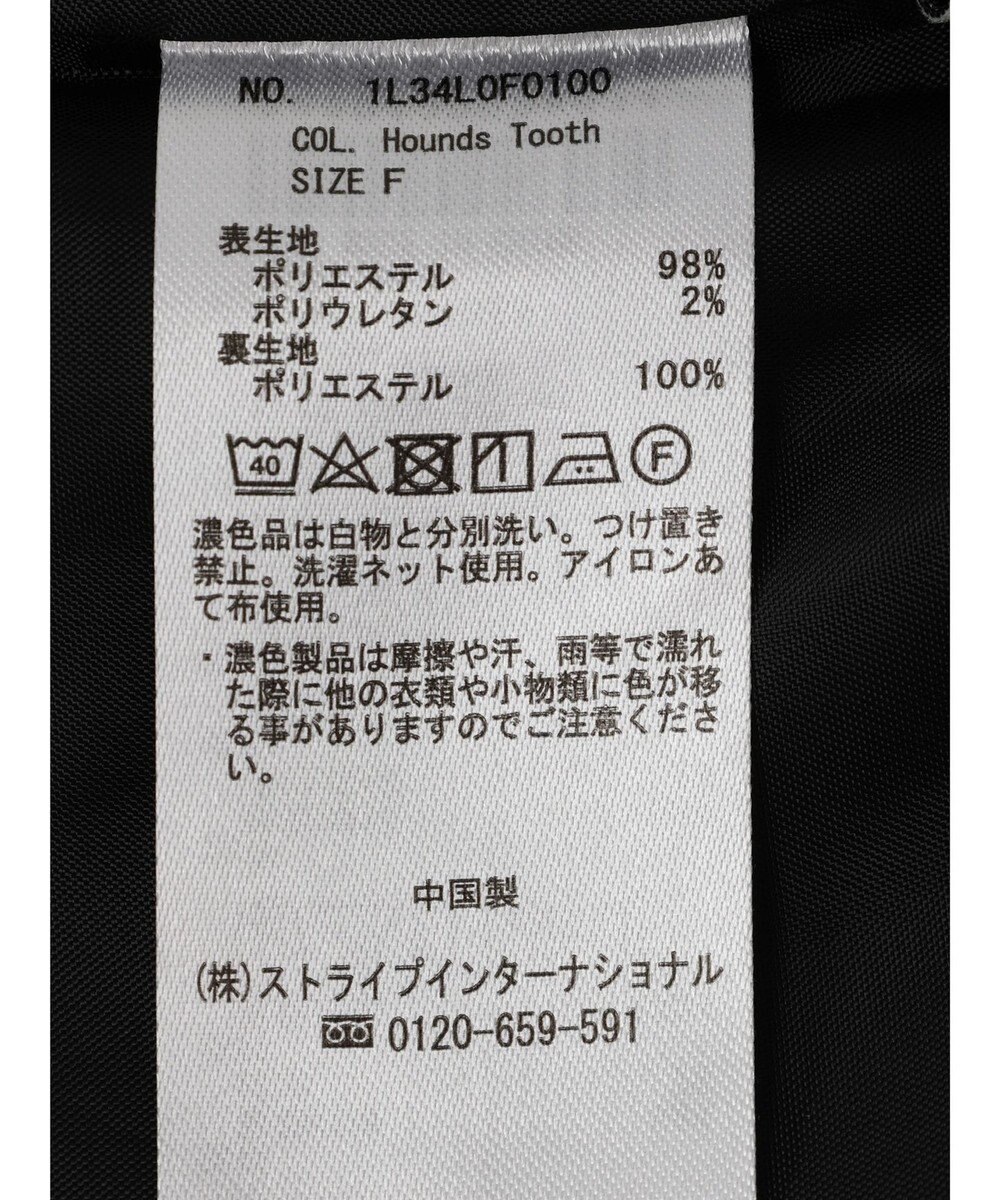 NO. 1L34L0F0100
COL. Hounds Tooth
SIZE F
表生地
ポリエステル 98%
ポリウレタン 2%
裏生地
ポリエステル 100%
40 F
濃色品は白物と分別洗い。つけ置き
禁止。洗濯ネット使用。アイロンあ
て布使用。
・濃色製品は摩擦や汗、雨等で濡れ
た際に他の衣類や小物類に色が移
る事がありますのでご注意くださ
い。
中国製
(株)ストライプインターナショナル
0120-659-591